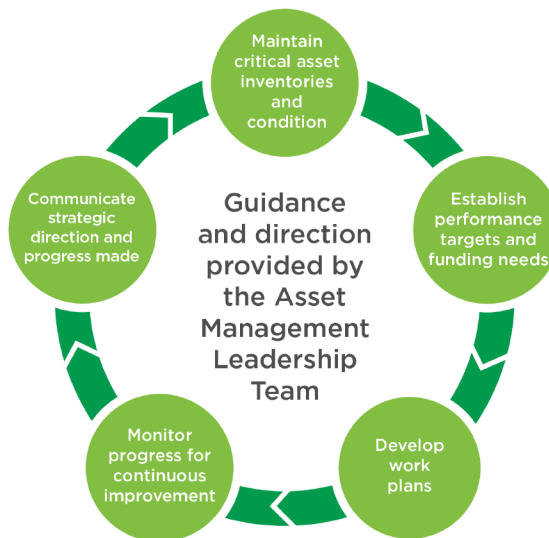 Maintain
critical asset
inventories
and
condition
Establish
performance
targets and
funding needs
Develop
work
plans
Monitor
progress for
continuous
improvement
Communicate
strategic
direction and
progress made
Guidance
and direction
provided by
the Asset
Management
Leadership
Team